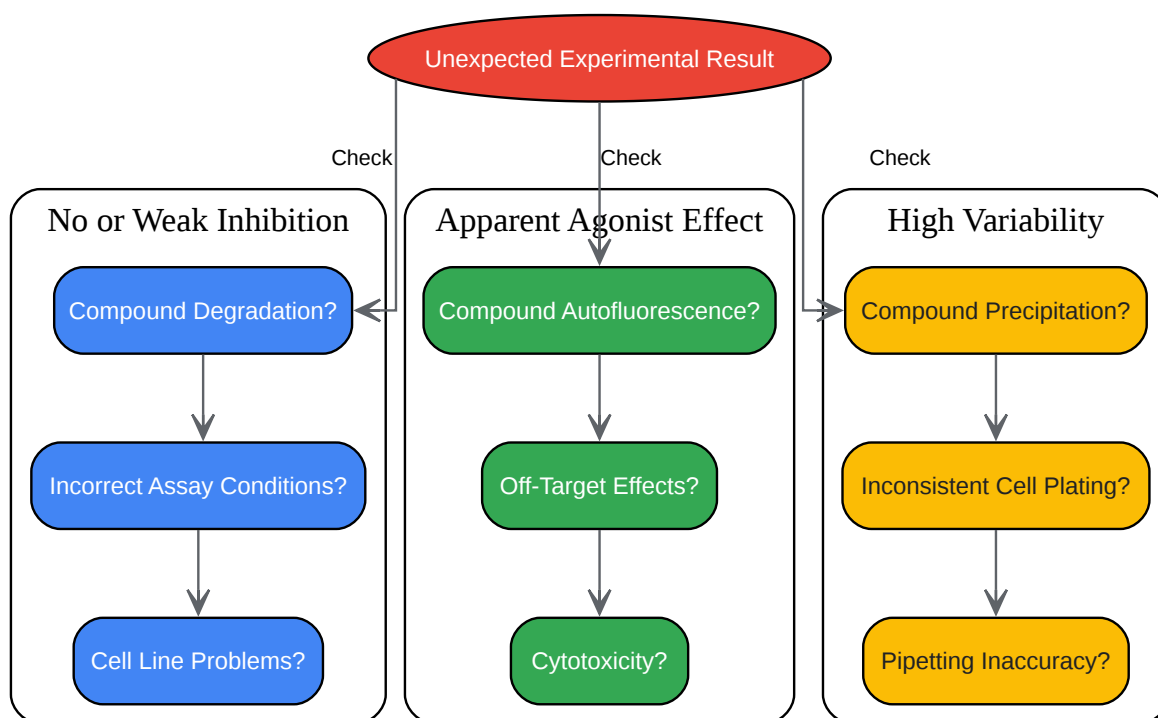 Unexpected Experimental Result
Check
Check
Check
No or Weak Inhibition
Apparent Agonist Effect
High Variability
Compound Degradation?
Compound Autofluorescence?
Compound Precipitation?
Incorrect Assay Conditions?
Off-Target Effects?
Inconsistent Cell Plating?
Cell Line Problems?
Cytotoxicity?
Pipetting Inaccuracy?